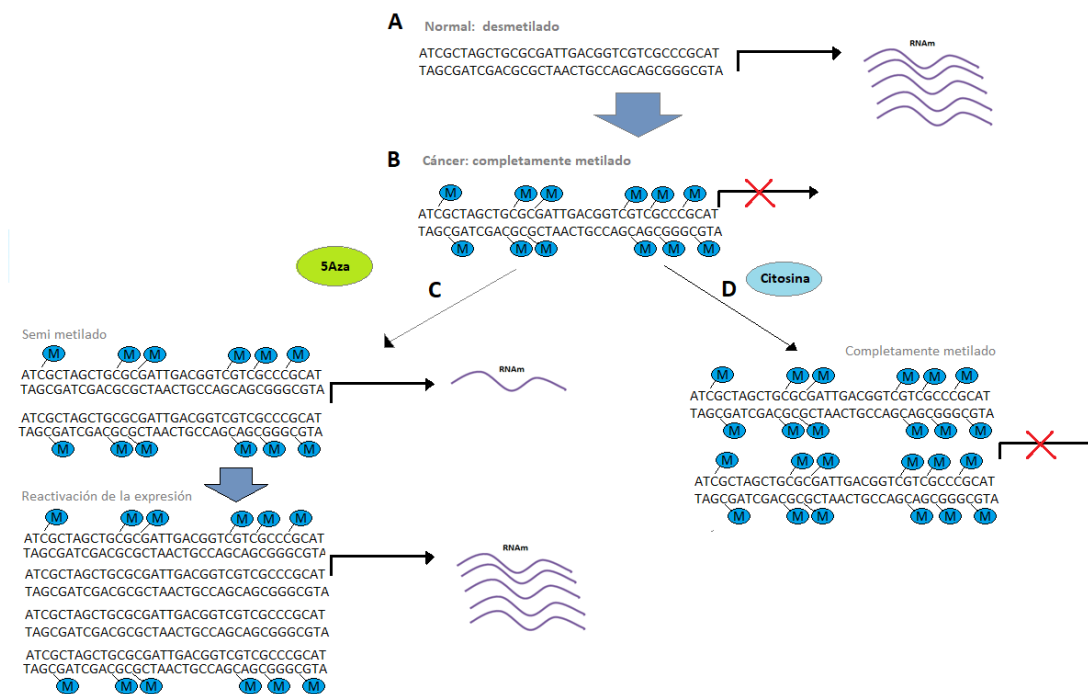 A Normal: desmetilado
RNAm
ATCGCTAGCTGCGCGATTGACGGTCGTCGCCCGCAT
TAGCGATCGACGCGCTAACTGCCAGCAGCGGGCGTA
B Cáncer: completamente metilado
M M M M M M
ATCGCTAGCTGCGCGATTGACGGTCGTCGCCCGCAT
TAGCGATCGACGCGCTAACTGCCAGCAGCGGGCGTA
M M M M M M
5Aza
C
D
Citosina
Semi metilado
M M M M M M
ATCGCTAGCTGCGCGATTGACGGTCGTCGCCCGCAT
TAGCGATCGACGCGCTAACTGCCAGCAGCGGGCGTA
RNAm
ATCGCTAGCTGCGCGATTGACGGTCGTCGCCCGCAT
TAGCGATCGACGCGCTAACTGCCAGCAGCGGGCGTA
M M M M M M
Reactivación de la expresión
M M M M M M
ATCGCTAGCTGCGCGATTGACGGTCGTCGCCCGCAT
TAGCGATCGACGCGCTAACTGCCAGCAGCGGGCGTA
RNAm
ATCGCTAGCTGCGCGATTGACGGTCGTCGCCCGCAT
TAGCGATCGACGCGCTAACTGCCAGCAGCGGGCGTA
ATCGCTAGCTGCGCGATTGACGGTCGTCGCCCGCAT
TAGCGATCGACGCGCTAACTGCCAGCAGCGGGCGTA
ATCGCTAGCTGCGCGATTGACGGTCGTCGCCCGCAT
TAGCGATCGACGCGCTAACTGCCAGCAGCGGGCGTA
M M M M M M
Completamente metilado
M M M M M M
ATCGCTAGCTGCGCGATTGACGGTCGTCGCCCGCAT
TAGCGATCGACGCGCTAACTGCCAGCAGCGGGCGTA
M M M M M M
M M M M M M
ATCGCTAGCTGCGCGATTGACGGTCGTCGCCCGCAT
TAGCGATCGACGCGCTAACTGCCAGCAGCGGGCGTA
M M M M M M